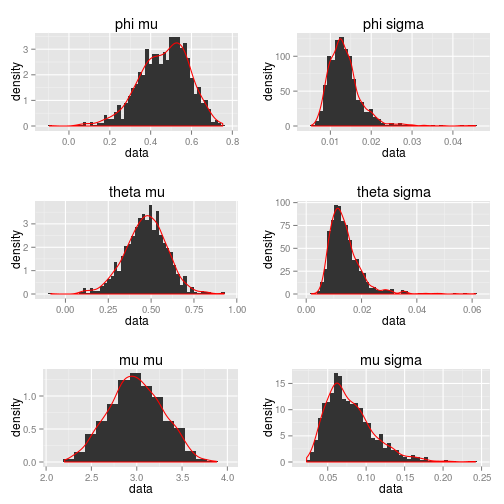 phi mu
phi sigma
3
2
1
0
density
0.0
0.2
0.4
0.6
0.8
data
100
50
0
density
0.01
0.02
0.03
0.04
data
theta mu
theta sigma
3
2
1
0
density
0.00
0.25
0.50
0.75
1.00
data
100
75
50
25
0
density
0.00
0.02
0.04
0.06
data
mu mu
mu sigma
1.0
0.5
0.0
density
2.0
2.5
3.0
3.5
4.0
data
15
10
5
0
density
0.05
0.10
0.15
0.20
0.25
data